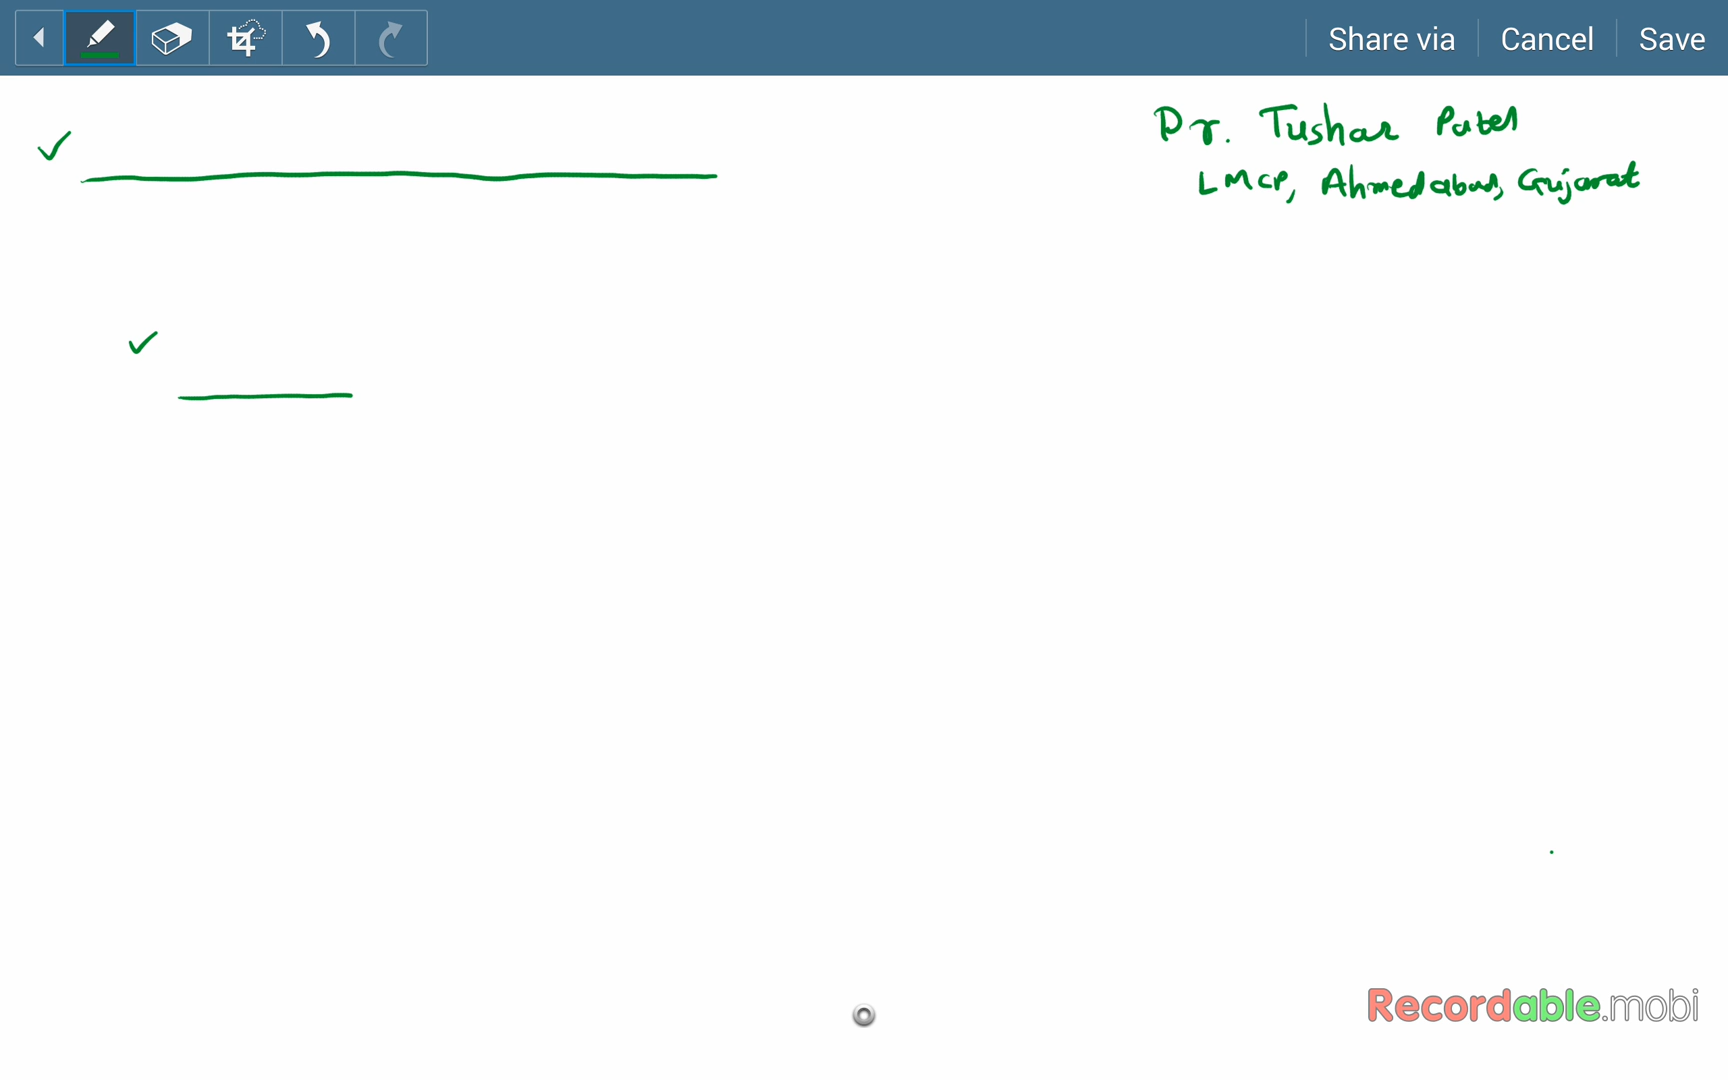 Share via Cancel Save
Dr. Tushar Patel
LMCP, Ahmedabad, Gujarat
Recordable.mobi